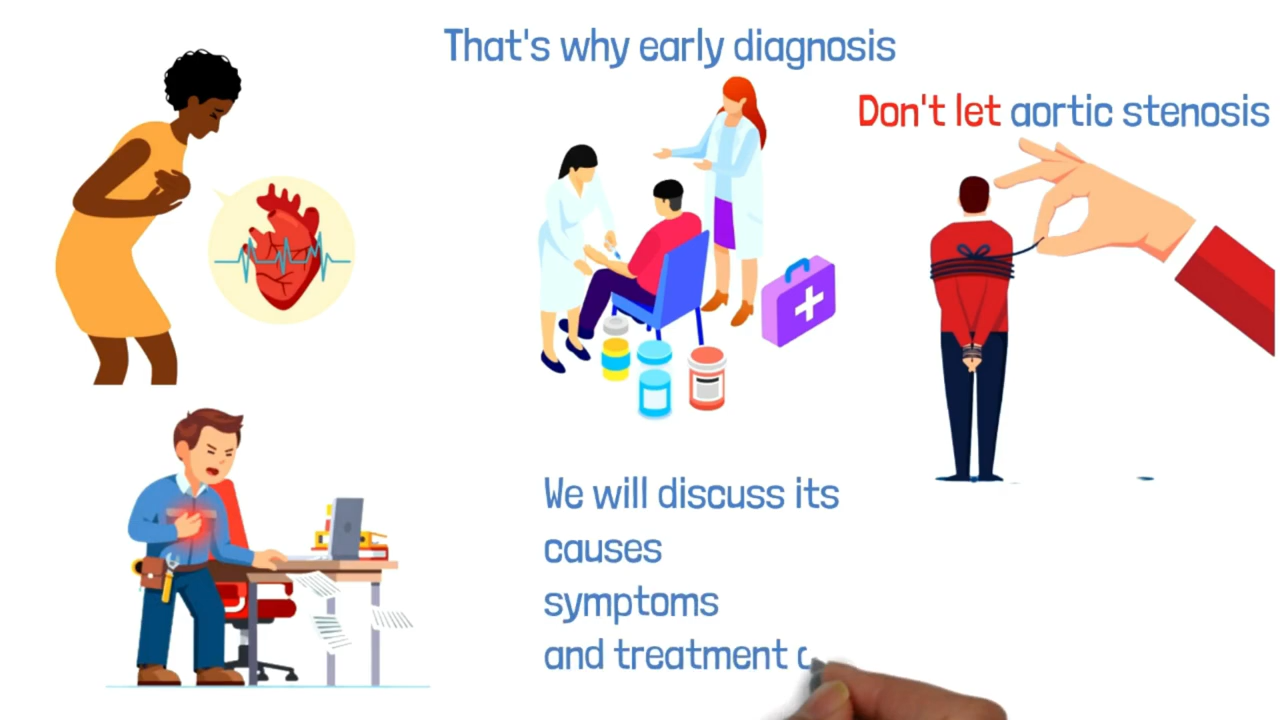 That's why early diagnosis
Don't let aortic stenosis
We will discuss its
causes
symptoms
and treatment